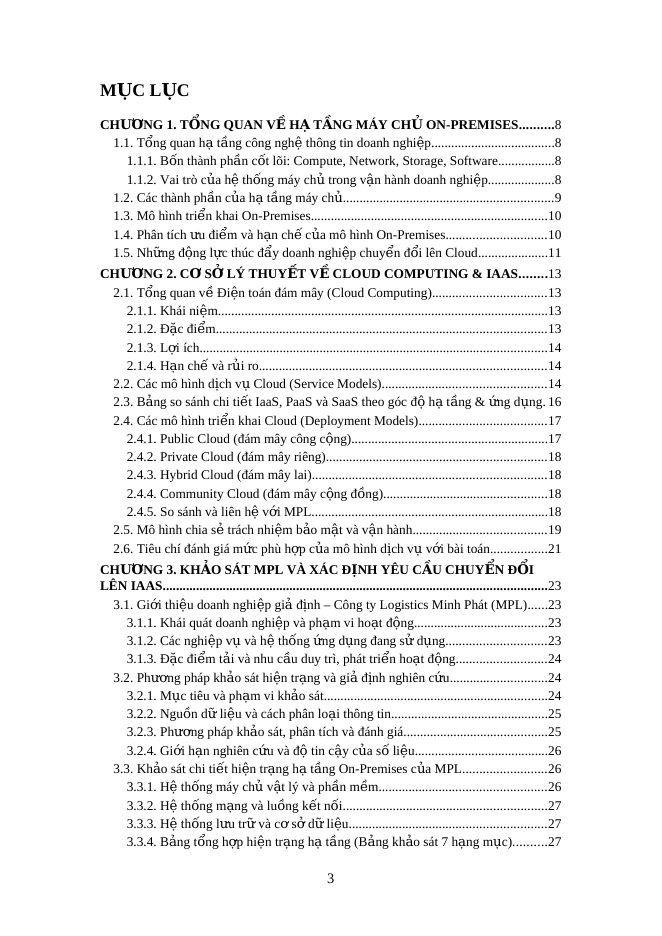 MỤC LỤC
CHƯƠNG 1. TỔNG QUAN VỀ HẠ TẦNG MÁY CHỦ ON-PREMISES..........8
1.1. Tổng quan hạ tầng công nghệ thông tin doanh nghiệp.....................................8
1.1.1. Bốn thành phần cốt lõi: Compute, Network, Storage, Software.................8
1.1.2. Vai trò của hệ thống máy chủ trong vận hành doanh nghiệp....................8
1.2. Các thành phần của hạ tầng máy chủ................................................................9
1.3. Mô hình triển khai On-Premises.......................................................................10
1.4. Phân tích ưu điểm và hạn chế của mô hình On-Premises...............................10
1.5. Những động lực thúc đẩy doanh nghiệp chuyển đổi lên Cloud.....................11
CHƯƠNG 2. CƠ SỞ LÝ THUYẾT VỀ CLOUD COMPUTING & IAAS.......13
2.1. Tổng quan về Điện toán đám mây (Cloud Computing)...................................13
2.1.1. Khái niệm....................................................................................................13
2.1.2. Đặc điểm....................................................................................................13
2.1.3. Lợi ích.........................................................................................................14
2.1.4. Hạn chế và rủi ro.......................................................................................14
2.2. Các mô hình dịch vụ Cloud (Service Models)..................................................14
2.3. Bảng so sánh chi tiết IaaS, PaaS và SaaS theo góc độ hạ tầng & ứng dụng. 16
2.4. Các mô hình triển khai Cloud (Deployment Models).......................................17
2.4.1. Public Cloud (đám mây công cộng)...........................................................17
2.4.2. Private Cloud (đám mây riêng)...................................................................18
2.4.3. Hybrid Cloud (đám mây lai).......................................................................18
2.4.4. Community Cloud (đám mây cộng đồng)..................................................18
2.4.5. So sánh và liên hệ với MPL.......................................................................18
2.5. Mô hình chia sẻ trách nhiệm bảo mật và vận hành.........................................19
2.6. Tiêu chí đánh giá mức phù hợp của mô hình dịch vụ với bài toán.................21
CHƯƠNG 3. KHẢO SÁT MPL VÀ XÁC ĐỊNH YÊU CẦU CHUYỂN ĐỔI
LÊN IAAS....................................................................................................................23
3.1. Giới thiệu doanh nghiệp giả định – Công ty Logistics Minh Phát (MPL).....23
3.1.1. Khái quát doanh nghiệp và phạm vi hoạt động........................................23
3.1.2. Các nghiệp vụ và hệ thống ứng dụng đang sử dụng...............................23
3.1.3. Đặc điểm tải và nhu cầu duy trì, phát triển hoạt động............................24
3.2. Phương pháp khảo sát hiện trạng và giả định nghiên cứu..............................24
3.2.1. Mục tiêu và phạm vi khảo sát....................................................................24
3.2.2. Nguồn dữ liệu và cách phân loại thông tin...............................................25
3.2.3. Phương pháp khảo sát, phân tích và đánh giá...........................................25
3.2.4. Giới hạn nghiên cứu và độ tin cậy của số liệu........................................26
3.3. Khảo sát chi tiết hiện trạng hạ tầng On-Premises của MPL..........................26
3.3.1. Hệ thống máy chủ vật lý và phần mềm...................................................26
3.3.2. Hệ thống mạng và luồng kết nối..............................................................27
3.3.3. Hệ thống lưu trữ và cơ sở dữ liệu............................................................27
3.3.4. Bảng tổng hợp hiện trạng hạ tầng (Bảng khảo sát 7 hạng mục)..........27
3